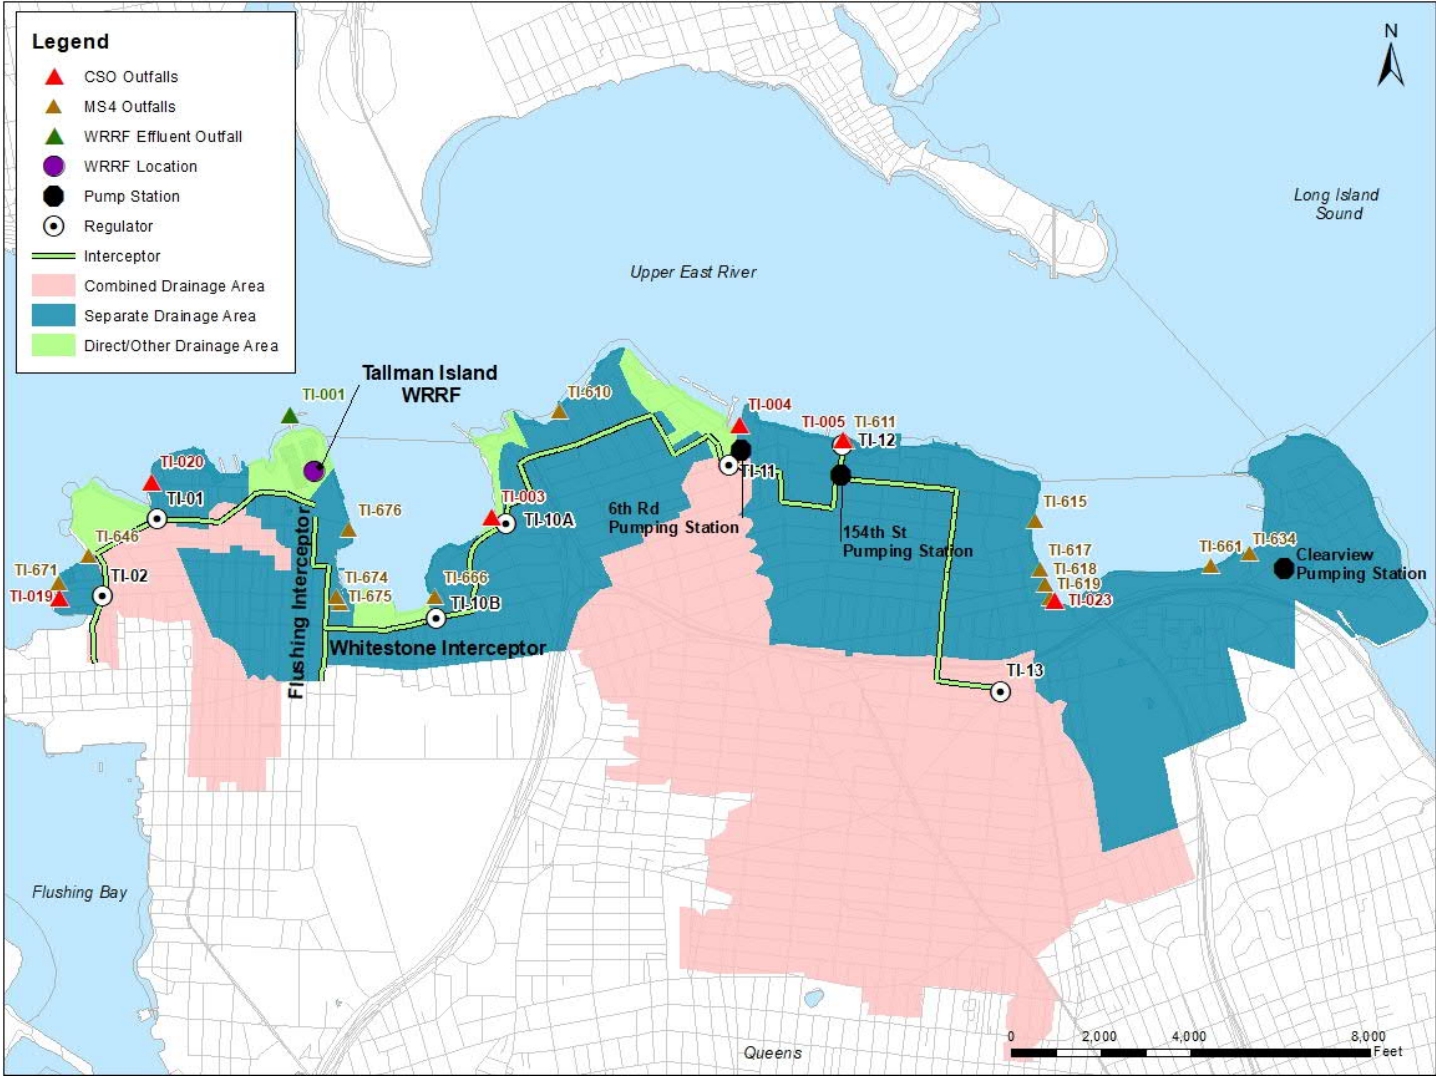 Legend
CSO Outfalls
MS4 Outfalls
WRRF Effluent Outfall
WRRF Location
Pump Station
Regulator
Interceptor
Combined Drainage Area
Separate Drainage Area
Direct/Other Drainage Area
N
Long Island
Sound
Upper East River
Tallman Island
WRRF
TI-001
TI-610
TI-004
TI-005
TI-611
TI-12
TI-020
TI-01
TI-11
TI-003
TI-10A
6th Rd
Pumping Station
154th St
Pumping Station
TI-676
TI-615
TI-646
TI-671
TI-019
TI-02
TI-674
TI-675
TI-666
TI-10B
TI-617
TI-618
TI-619
TI-023
TI-661
TI-634
Clearview
Pumping Station
Flushing Interceptor
Whitestone Interceptor
TI-13
Flushing Bay
Queens
0
2,000
4,000
8,000
Feet